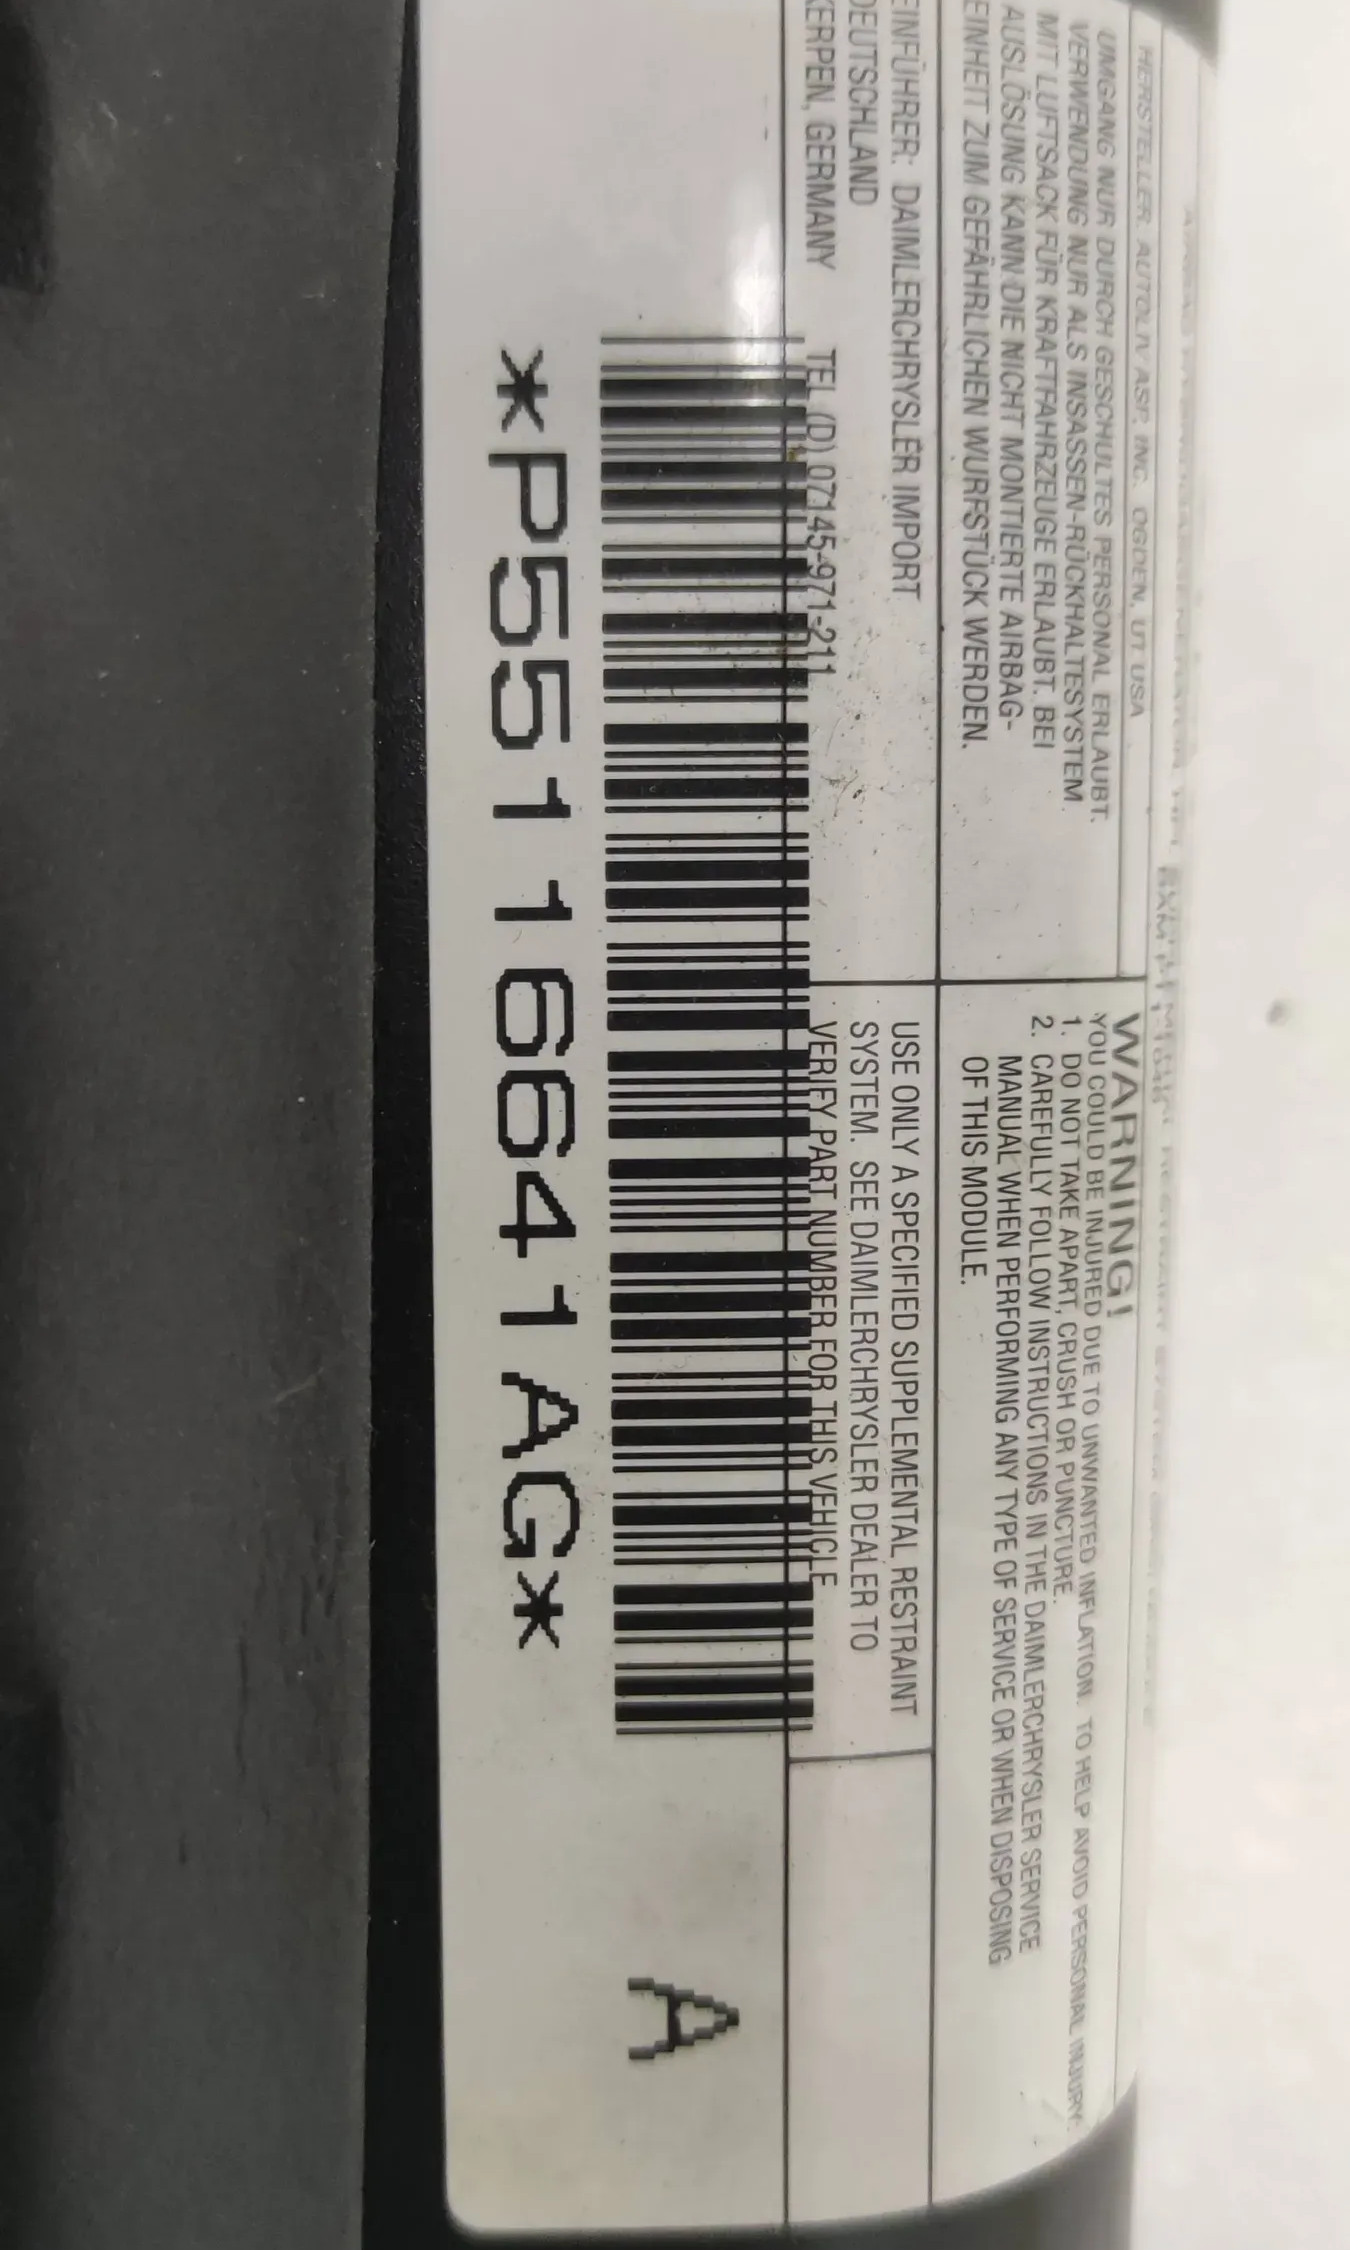 HERSTELLER: AUTOLIV ASP, INC. OGDEN, UT USA
UMGANG NUR DURCH GESCHULTES PERSONAL ERLAUBT.
VERWENDUNG NUR ALS INSASSEN-RÜCKHALTESYSTEM
MIT LUFTSACK FÜR KRAFTFAHRZEUGE ERLAUBT. BEI
AUSLÖSUNG KANN DIE NICHT MONTIERTE AIRBAG-
EINHEIT ZUM GEFÄHRLICHEN WURFSTÜCK WERDEN.
WARNING!
YOU COULD BE INJURED DUE TO UNWANTED INFLATION. TO HELP AVOID PERSONAL INJURY:
1. DO NOT TAKE APART, CRUSH OR PUNCTURE.
2. CAREFULLY FOLLOW INSTRUCTIONS IN THE DAIMLERCHRYSLER SERVICE
MANUAL WHEN PERFORMING ANY TYPE OF SERVICE OR WHEN DISPOSING
OF THIS MODULE.
EINFÜHRER: DAIMLERCHRYSLER IMPORT
DEUTSCHLAND
KERPEN, GERMANY TEL (D) 07145-971-211
USE ONLY A SPECIFIED SUPPLEMENTAL RESTRAINT
SYSTEM. SEE DAIMLERCHRYSLER DEALER TO
VERIFY PART NUMBER FOR THIS VEHICLE
A
*P55116641AG*